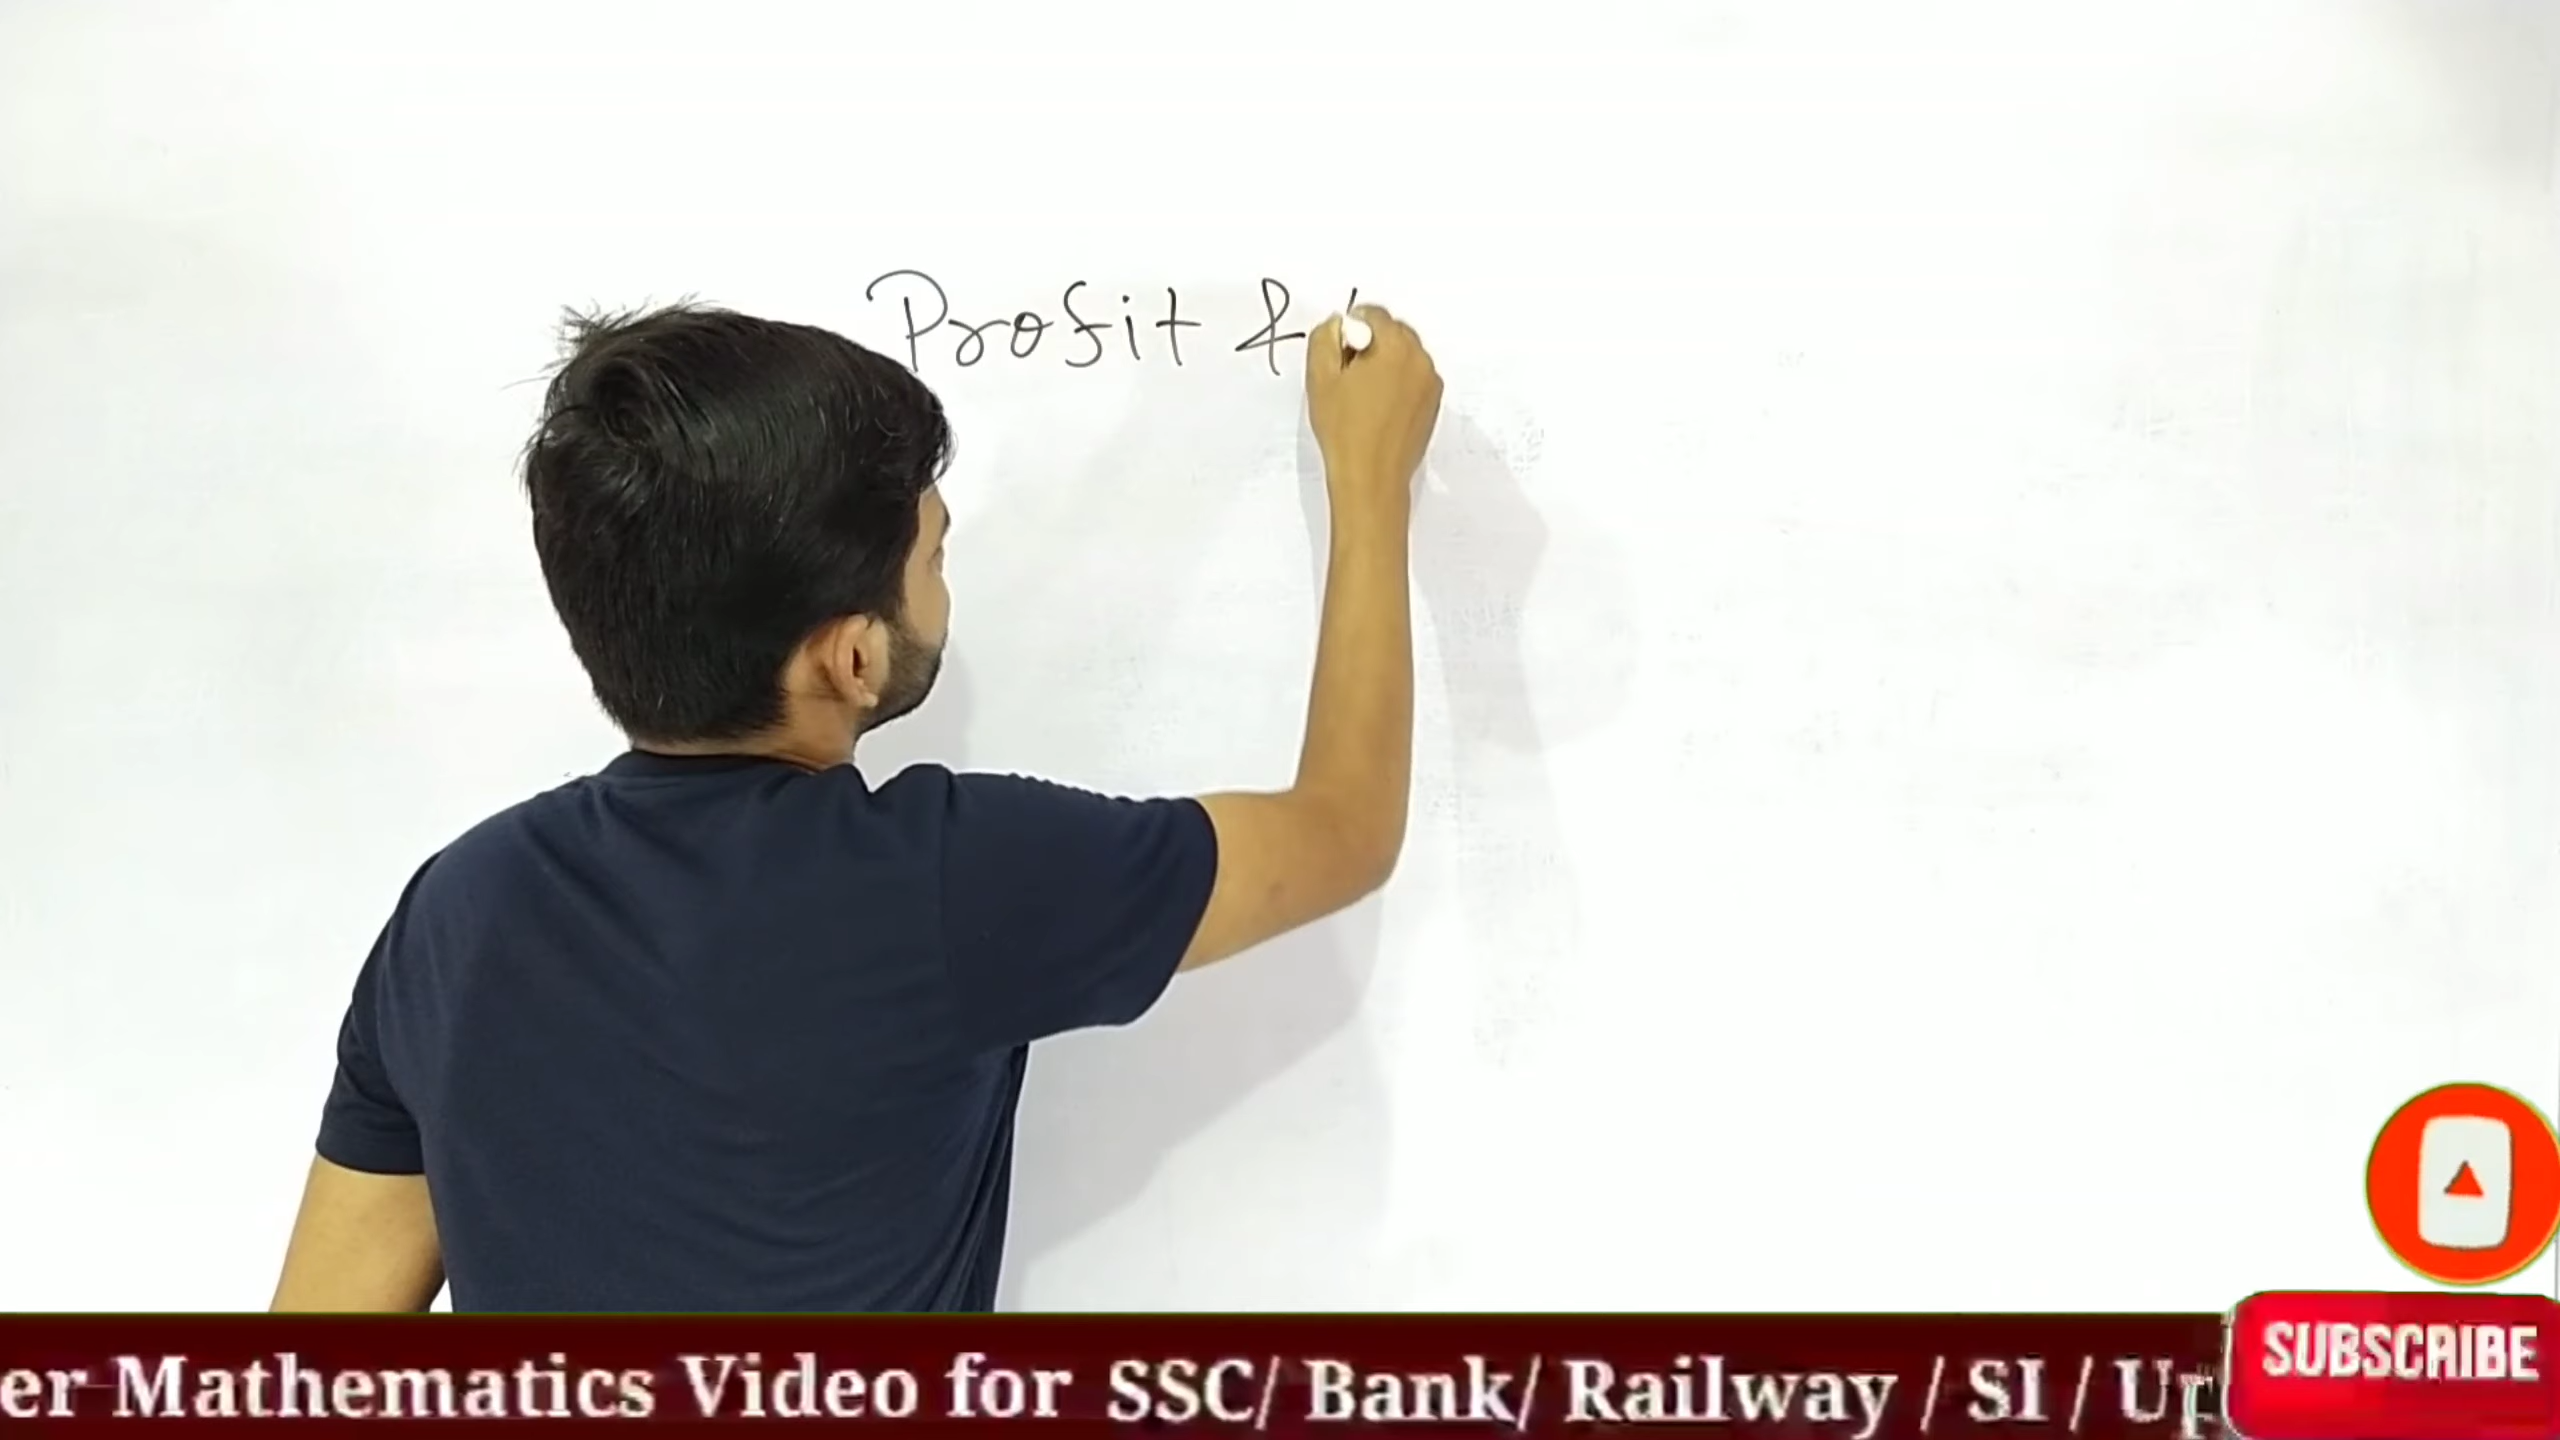 Profit &
er Mathematics Video for SSC/ Bank/ Railway / SI /
SUBSCRIBE